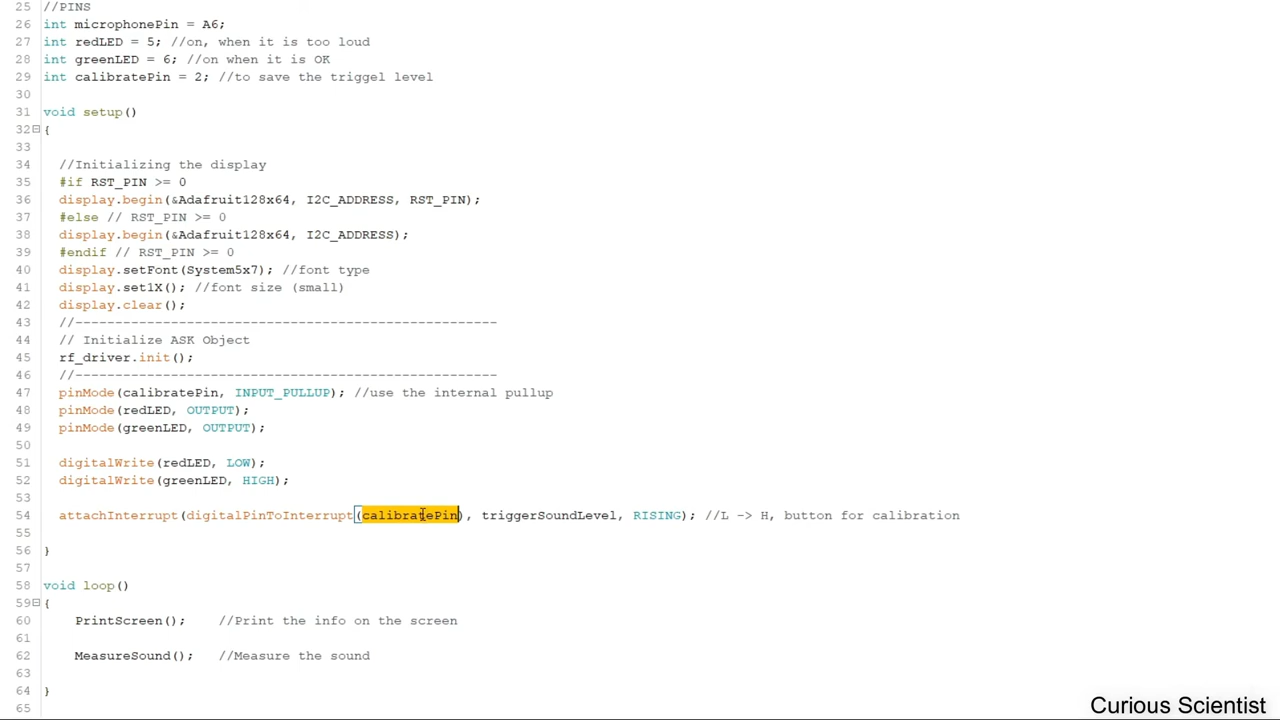 25 //PINS
26 int microphonePin = A6;
27 int redLED = 5; //on, when it is too loud
28 int greenLED = 6; //on when it is OK
29 int calibratePin = 2; //to save the triggel level
30
31 void setup()
32 {
33
34 //Initializing the display
35 #if RST_PIN >= 0
36 display.begin(&Adafruit128x64, I2C_ADDRESS, RST_PIN);
37 #else // RST_PIN >= 0
38 display.begin(&Adafruit128x64, I2C_ADDRESS);
39 #endif // RST_PIN >= 0
40 display.setFont(System5x7); //font type
41 display.set1X(); //font size (small)
42 display.clear();
43 //-----------------------------------------------------
44 // Initialize ASK Object
45 rf_driver.init();
46 //-----------------------------------------------------
47 pinMode(calibratePin, INPUT_PULLUP); //use the internal pullup
48 pinMode(redLED, OUTPUT);
49 pinMode(greenLED, OUTPUT);
50
51 digitalWrite(redLED, LOW);
52 digitalWrite(greenLED, HIGH);
53
54 attachInterrupt(digitalPinToInterrupt(calibratePin), triggerSoundLevel, RISING); //L -> H, button for calibration
55
56 }
57
58 void loop()
59 {
60 PrintScreen(); //Print the info on the screen
61
62 MeasureSound(); //Measure the sound
63
64 }
65
Curious Scientist